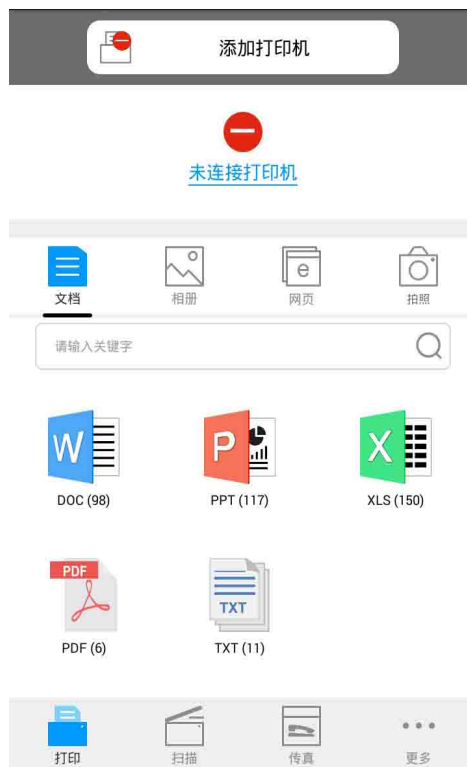 添加打印机
未连接打印机
文档 相册 网页 拍照
请输入关键字
W P X
DOC (98) PPT (117) XLS (150)
PDF TXT
PDF (6) TXT (11)
打印 扫描 传真 更多